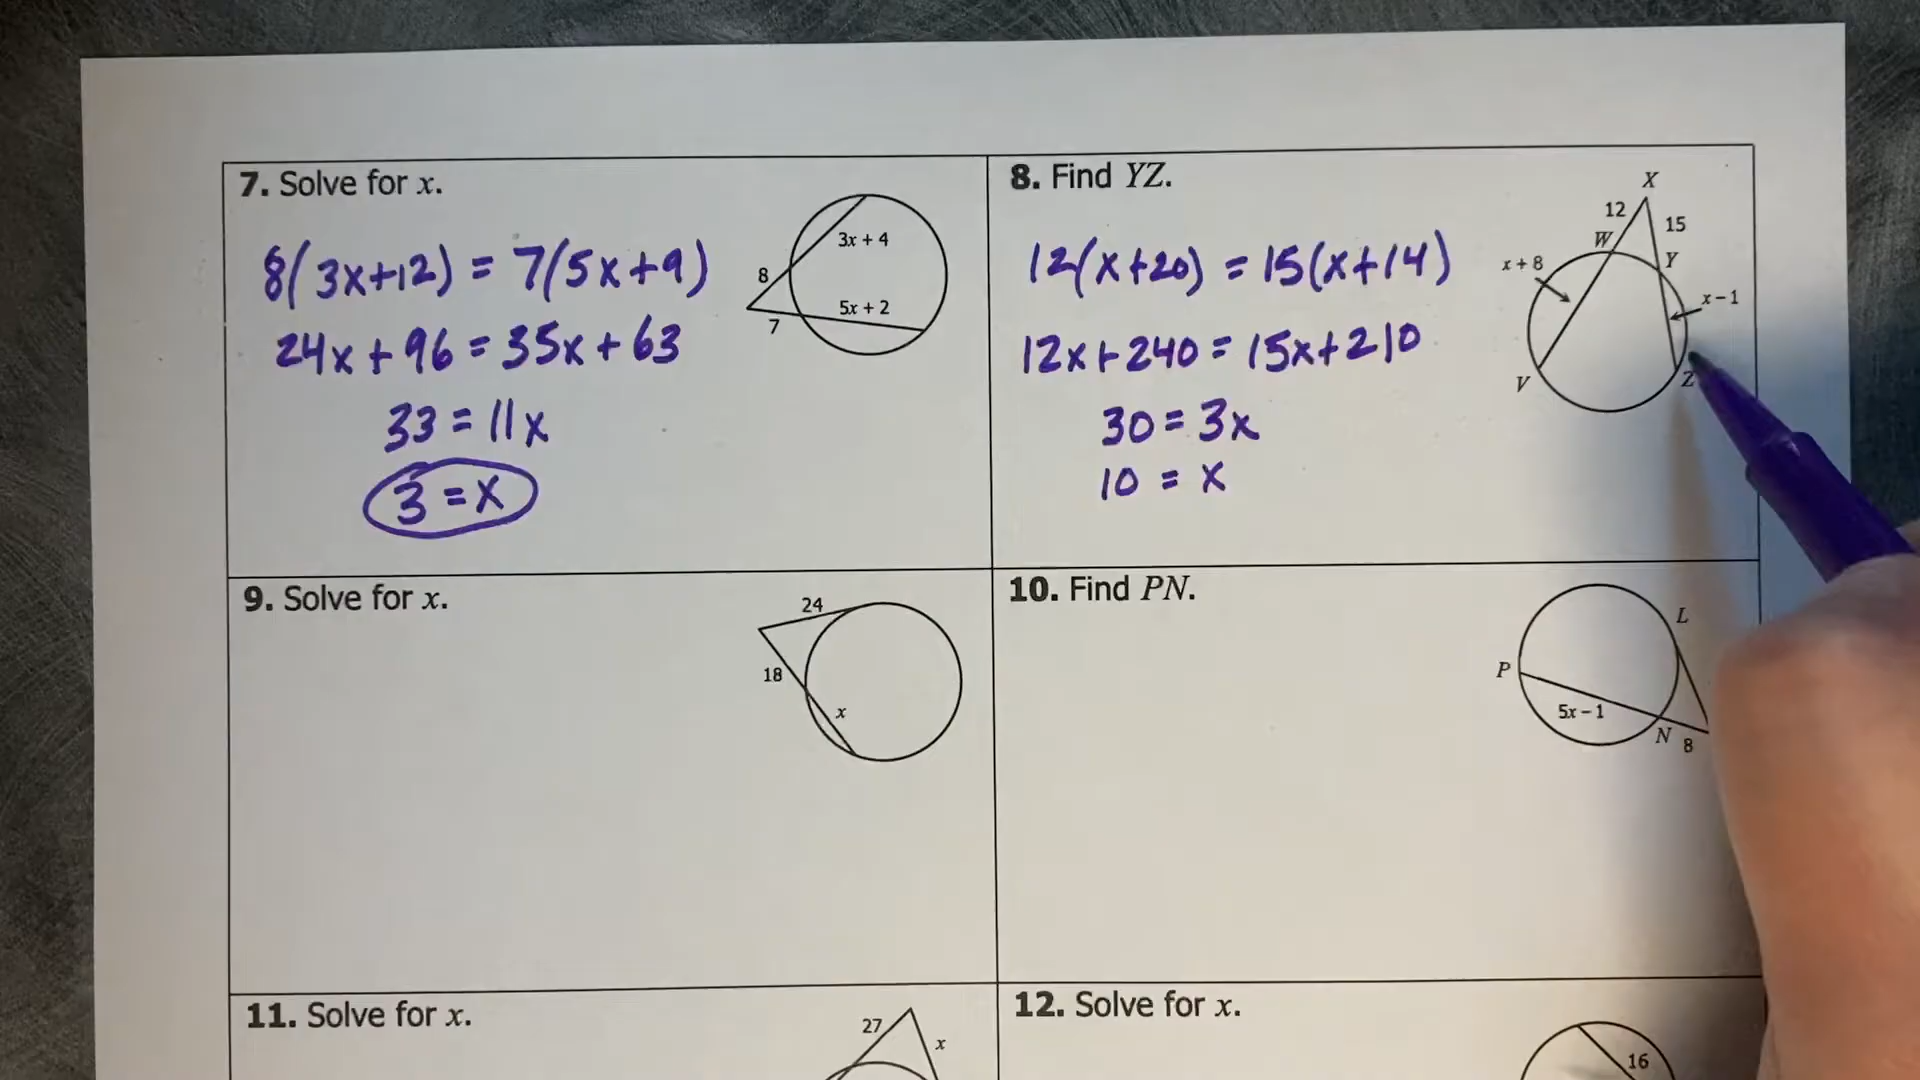 7. Solve for x.
8(3x+12) = 7(5x+9)
24x + 96 = 35x + 63
33 = 11x
3 = x
3x + 4
8
5x + 2
7
8. Find YZ.
12(x+20) = 15(x+14)
12x + 240 = 15x + 210
30 = 3x
10 = x
X
12
15
W
Y
x + 8
x − 1
V
Z
9. Solve for x.
24
18
x
10. Find PN.
L
P
5x − 1
N
8
11. Solve for x.
27
x
12. Solve for x.
16